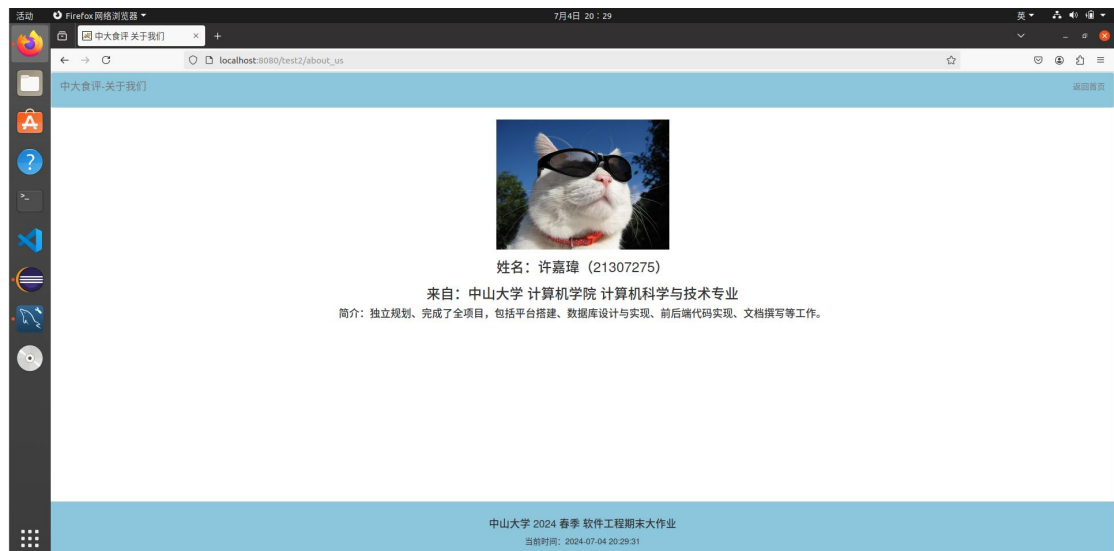 活动 Firefox 网络浏览器 7月4日 20：29 英
中大食评 关于我们
localhost:8080/test2/about_us
中大食评-关于我们 返回首页
姓名：许嘉瑋（21307275）
来自：中山大学 计算机学院 计算机科学与技术专业
简介：独立规划、完成了全项目，包括平台搭建、数据库设计与实现、前后端代码实现、文档撰写等工作。
中山大学 2024 春季 软件工程期末大作业
当前时间：2024-07-04 20:29:31